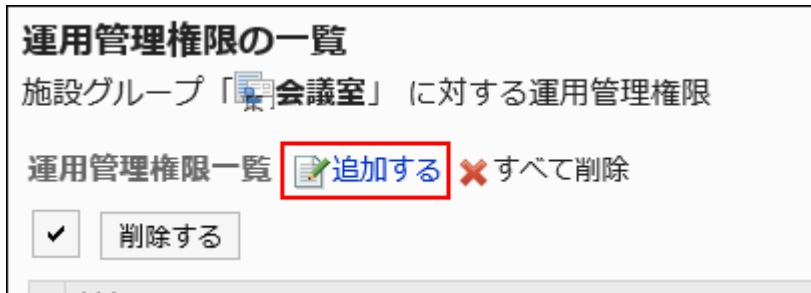 運用管理権限の一覧
施設グループ「会議室」 に対する運用管理権限
運用管理権限一覧 追加する すべて削除
削除する